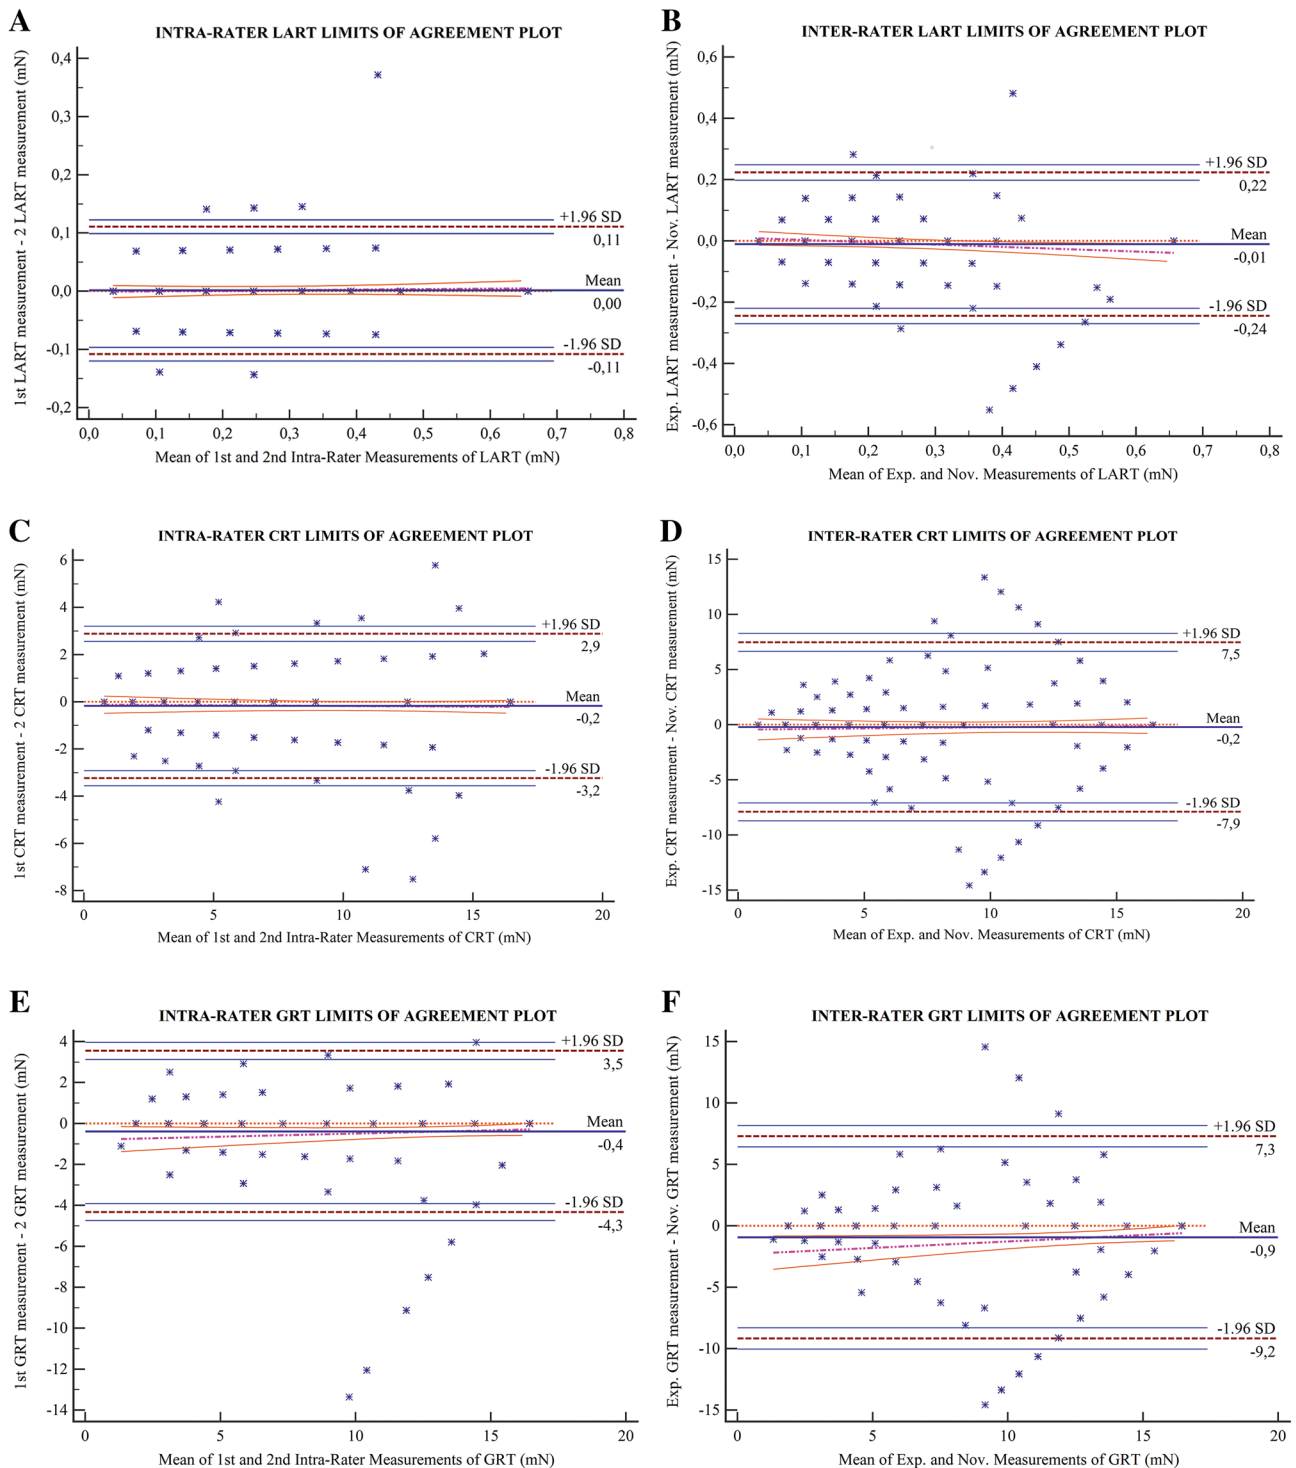 A
INTRA-RATER LART LIMITS OF AGREEMENT PLOT
1st LART measurement - 2 LART measurement (mN)
0,4
0,3
0,2
0,1
0,0
-0,1
-0,2
+1.96 SD
0,11
Mean
0,00
-1.96 SD
-0,11
0,0 0,1 0,2 0,3 0,4 0,5 0,6 0,7 0,8
Mean of 1st and 2nd Intra-Rater Measurements of LART (mN)
B
INTER-RATER LART LIMITS OF AGREEMENT PLOT
Exp. LART measurement - Nov. LART measurement (mN)
0,6
0,4
0,2
0,0
-0,2
-0,4
-0,6
+1.96 SD
0,22
Mean
-0,01
-1.96 SD
-0,24
0,0 0,1 0,2 0,3 0,4 0,5 0,6 0,7 0,8
Mean of Exp. and Nov. Measurements of LART (mN)
C
INTRA-RATER CRT LIMITS OF AGREEMENT PLOT
1st CRT measurement - 2 CRT measurement (mN)
6
4
2
0
-2
-4
-6
-8
+1.96 SD
2,9
Mean
-0,2
-1.96 SD
-3,2
0 5 10 15 20
Mean of 1st and 2nd Intra-Rater Measurements of CRT (mN)
D
INTER-RATER CRT LIMITS OF AGREEMENT PLOT
Exp. CRT measurement - Nov. CRT measurement (mN)
15
10
5
0
-5
-10
-15
+1.96 SD
7,5
Mean
-0,2
-1.96 SD
-7,9
0 5 10 15 20
Mean of Exp. and Nov. Measurements of CRT (mN)
E
INTRA-RATER GRT LIMITS OF AGREEMENT PLOT
1st GRT measurement - 2 GRT measurement (mN)
4
2
0
-2
-4
-6
-8
-10
-12
-14
+1.96 SD
3,5
Mean
-0,4
-1.96 SD
-4,3
0 5 10 15 20
Mean of 1st and 2nd Intra-Rater Measurements of GRT (mN)
F
INTER-RATER GRT LIMITS OF AGREEMENT PLOT
Exp. GRT measurement - Nov. GRT measurement (mN)
15
10
5
0
-5
-10
-15
+1.96 SD
7,3
Mean
-0,9
-1.96 SD
-9,2
0 5 10 15 20
Mean of Exp. and Nov. Measurements of GRT (mN)